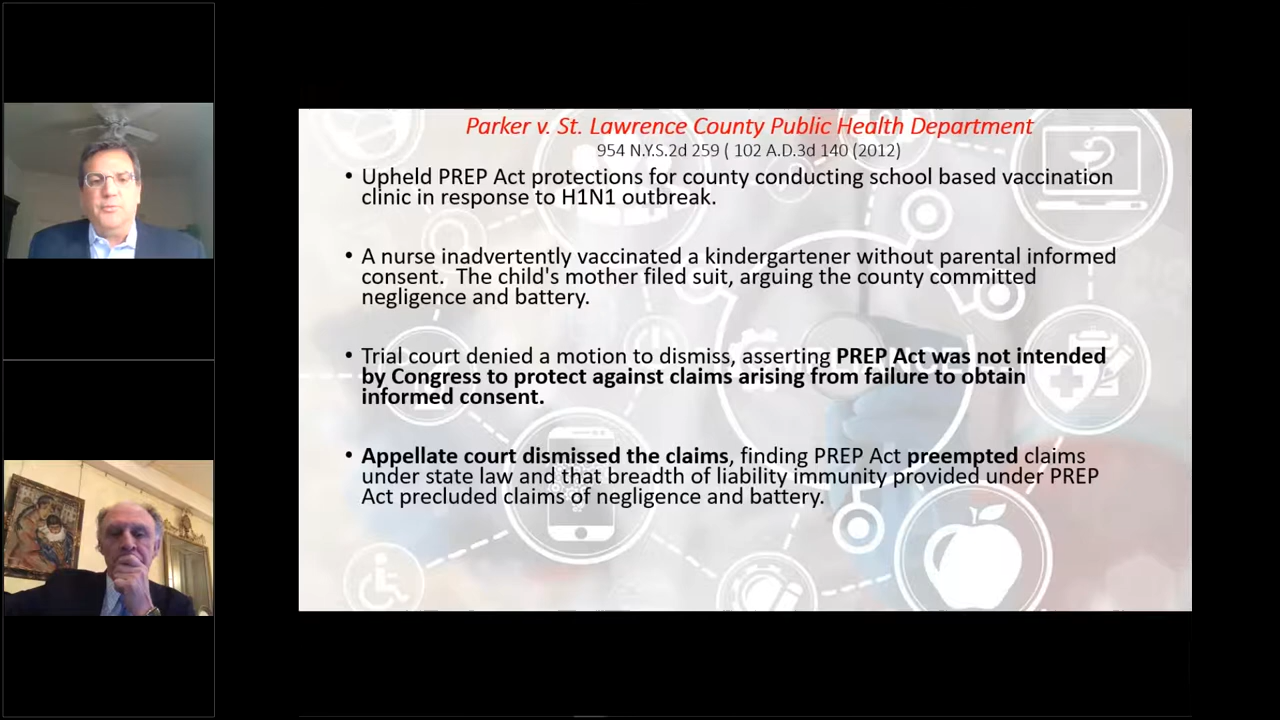 Parker v. St. Lawrence County Public Health Department
954 N.Y.S.2d 259 ( 102 A.D.3d 140 (2012)
• Upheld PREP Act protections for county conducting school based vaccination
clinic in response to H1N1 outbreak.
• A nurse inadvertently vaccinated a kindergartener without parental informed
consent.  The child's mother filed suit, arguing the county committed
negligence and battery.
• Trial court denied a motion to dismiss, asserting PREP Act was not intended
by Congress to protect against claims arising from failure to obtain
informed consent.
• Appellate court dismissed the claims, finding PREP Act preempted claims
under state law and that breadth of liability immunity provided under PREP
Act precluded claims of negligence and battery.